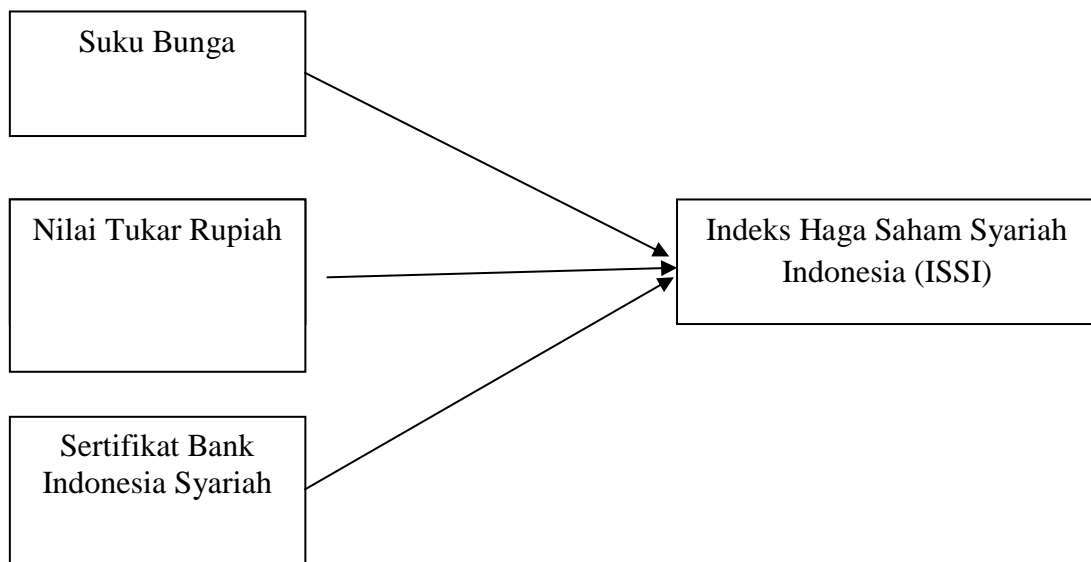 Suku Bunga
Nilai Tukar Rupiah
Indeks Haga Saham Syariah
Indonesia (ISSI)
Sertifikat Bank
Indonesia Syariah